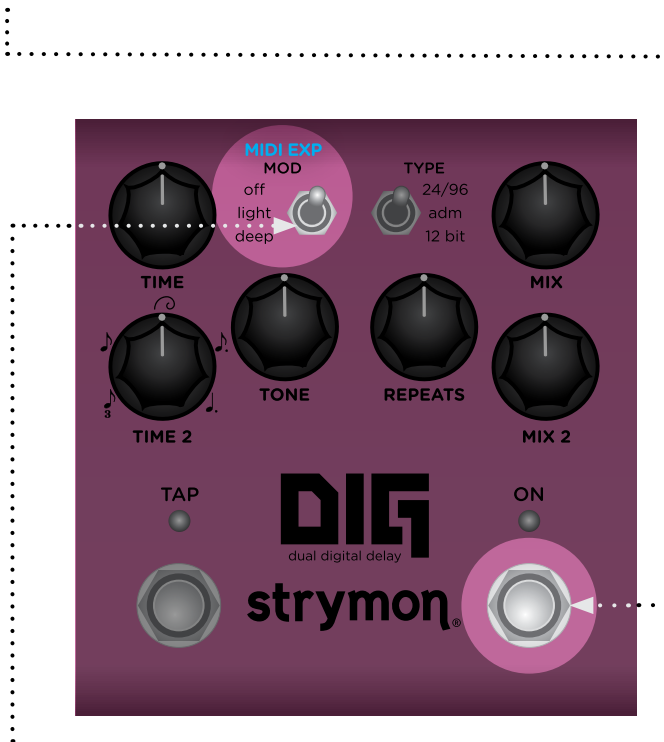 MIDI EXP
MOD
off
light
deep
TYPE
24/96
adm
12 bit
TIME
MIX
TONE
REPEATS
3
TIME 2
MIX 2
TAP
ON
DIG
dual digital delay
strymon®